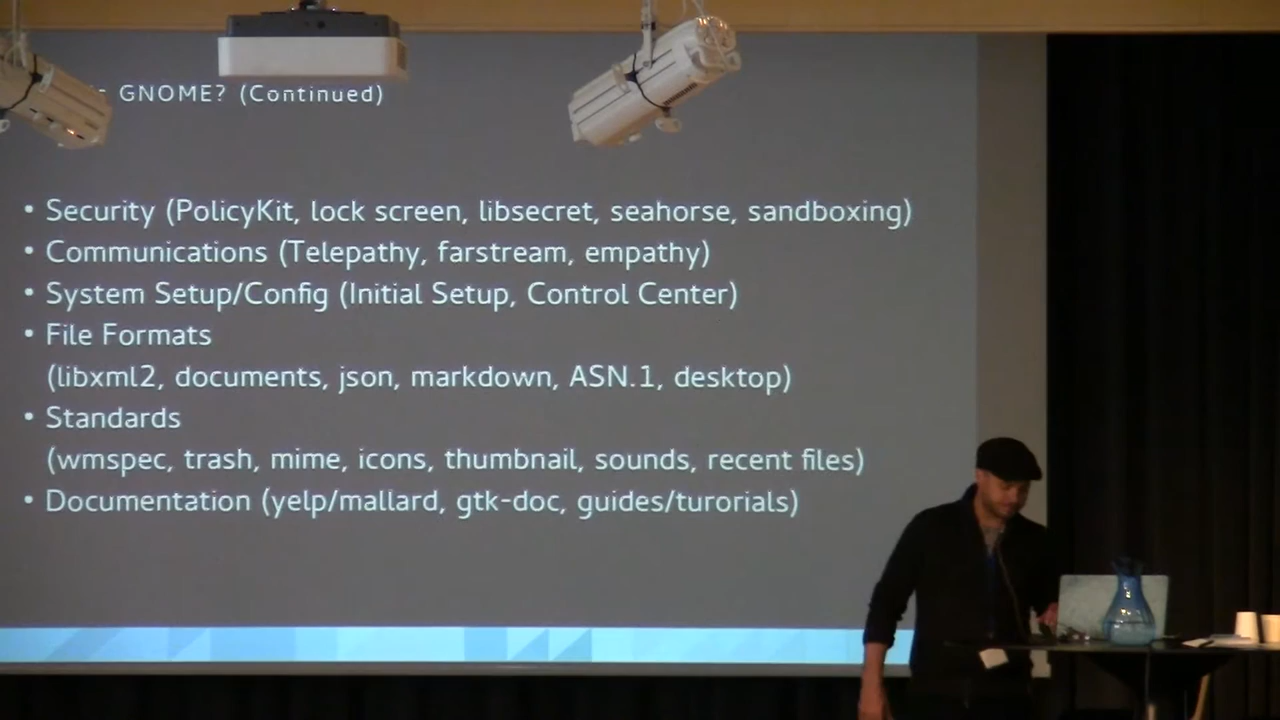 GNOME? (Continued)
• Security (PolicyKit, lock screen, libsecret, seahorse, sandboxing)
• Communications (Telepathy, farstream, empathy)
• System Setup/Config (Initial Setup, Control Center)
• File Formats
(libxml2, documents, json, markdown, ASN.1, desktop)
• Standards
(wmspec, trash, mime, icons, thumbnail, sounds, recent files)
• Documentation (yelp/mallard, gtk-doc, guides/turorials)